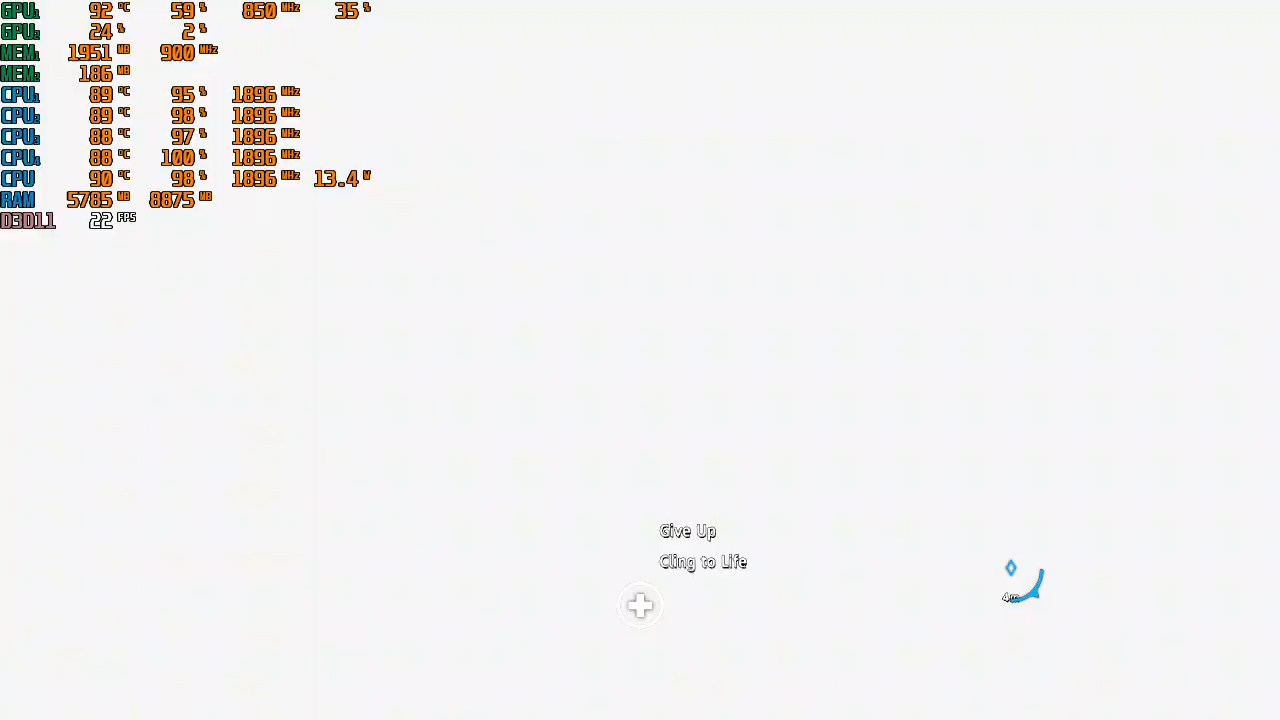 GPU1 92 °C 59 % 850 MHz 35 %
GPU2 24 % 2 %
MEM1 1951 MB 900 MHz
MEM2 186 MB
CPU1 89 °C 95 % 1896 MHz
CPU2 89 °C 98 % 1896 MHz
CPU3 88 °C 97 % 1896 MHz
CPU4 88 °C 100 % 1896 MHz
CPU 90 °C 98 % 1896 MHz 13.4 W
RAM 5785 MB 8875 MB
D3D11 22 FPS
Give Up
Cling to Life
4m